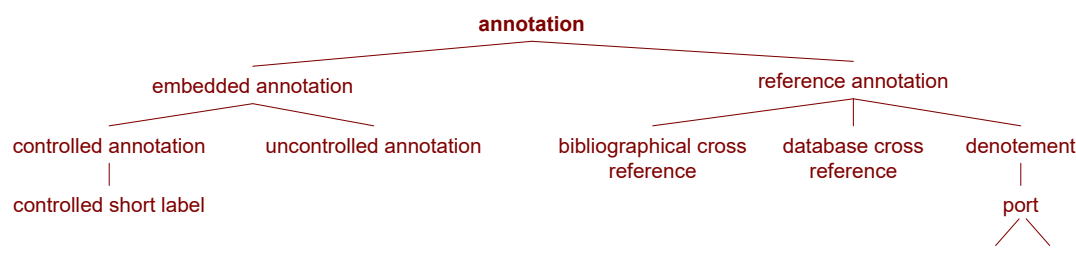 annotation
embedded annotation
reference annotation
controlled annotation
uncontrolled annotation
bibliographical cross
reference
database cross
reference
denotement
controlled short label
port